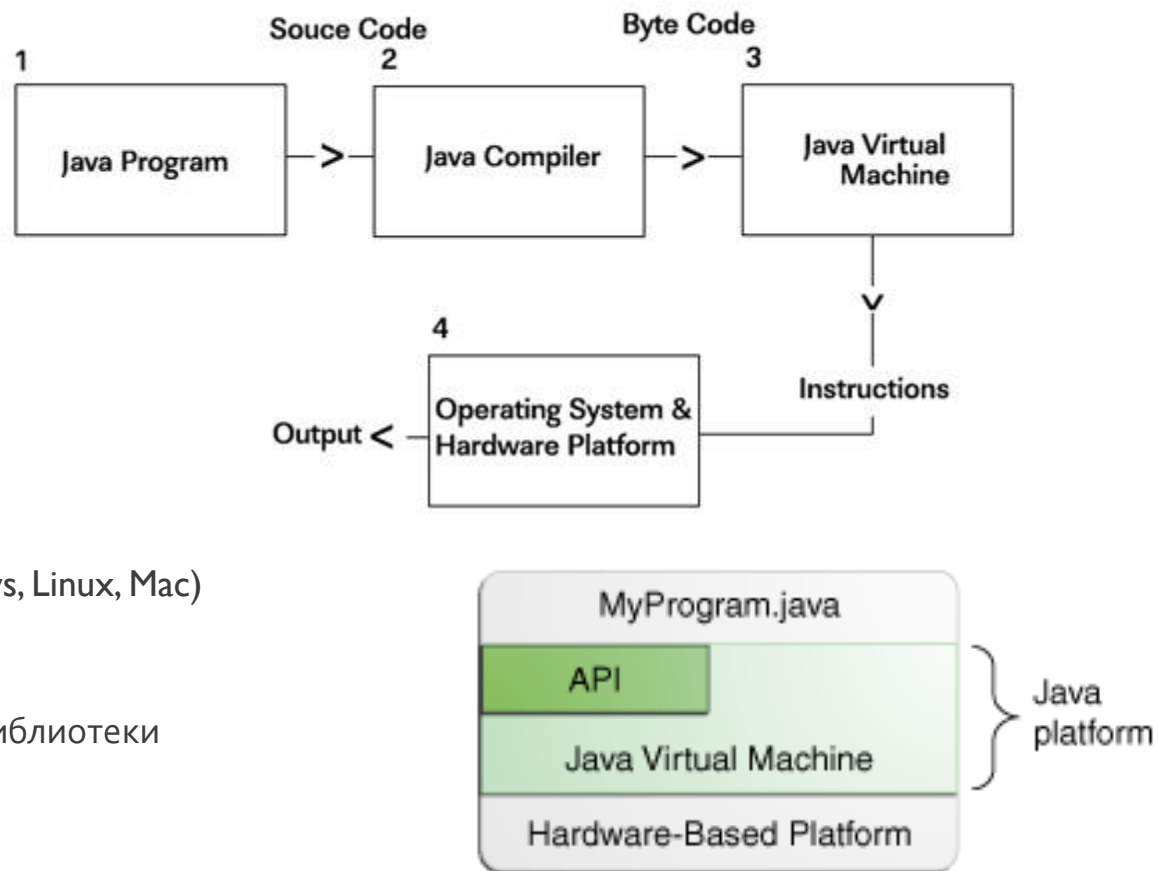 Souce Code
Byte Code
1
2
3
Java Program
Java Compiler
Java Virtual
Machine
4
Operating System &
Hardware Platform
Instructions
Output
Linux, Mac)
MyProgram.java
API
Java Virtual Machine
Hardware-Based Platform
Java
platform